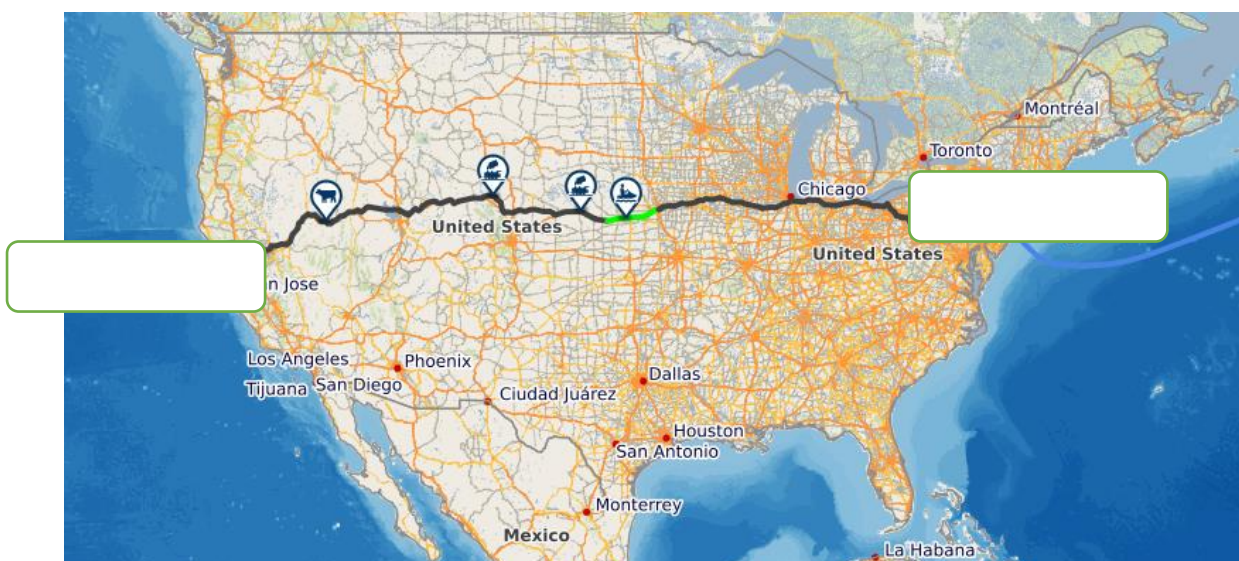 Montréal
Toronto
Chicago
United States
United States
n Jose
Los Angeles
Phoenix
Tijuana
San Diego
Dallas
Ciudad Juárez
Houston
San Antonio
Monterrey
Mexico
La Habana